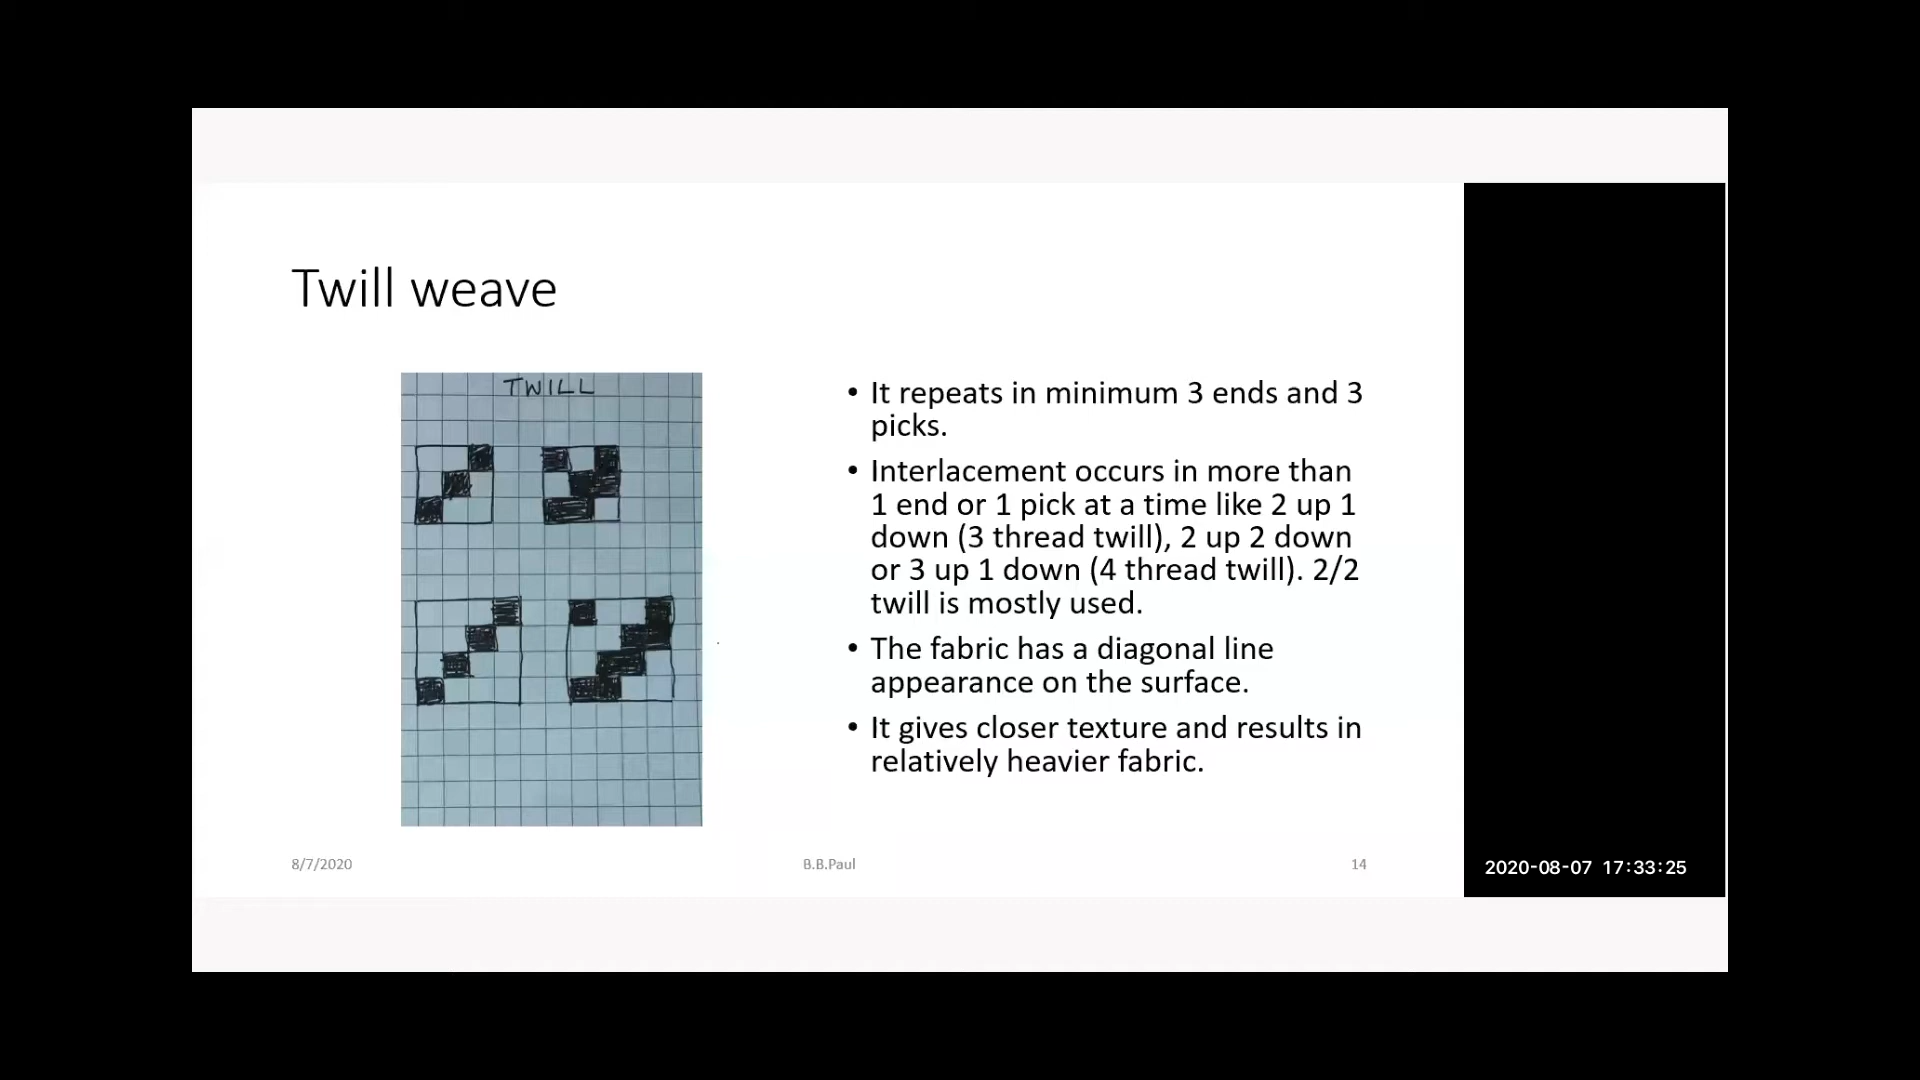 Twill weave
TWILL
• It repeats in minimum 3 ends and 3
picks.
• Interlacement occurs in more than
1 end or 1 pick at a time like 2 up 1
down (3 thread twill), 2 up 2 down
or 3 up 1 down (4 thread twill). 2/2
twill is mostly used.
• The fabric has a diagonal line
appearance on the surface.
• It gives closer texture and results in
relatively heavier fabric.
8/7/2020
B.B.Paul
14
2020-08-07 17:33:25